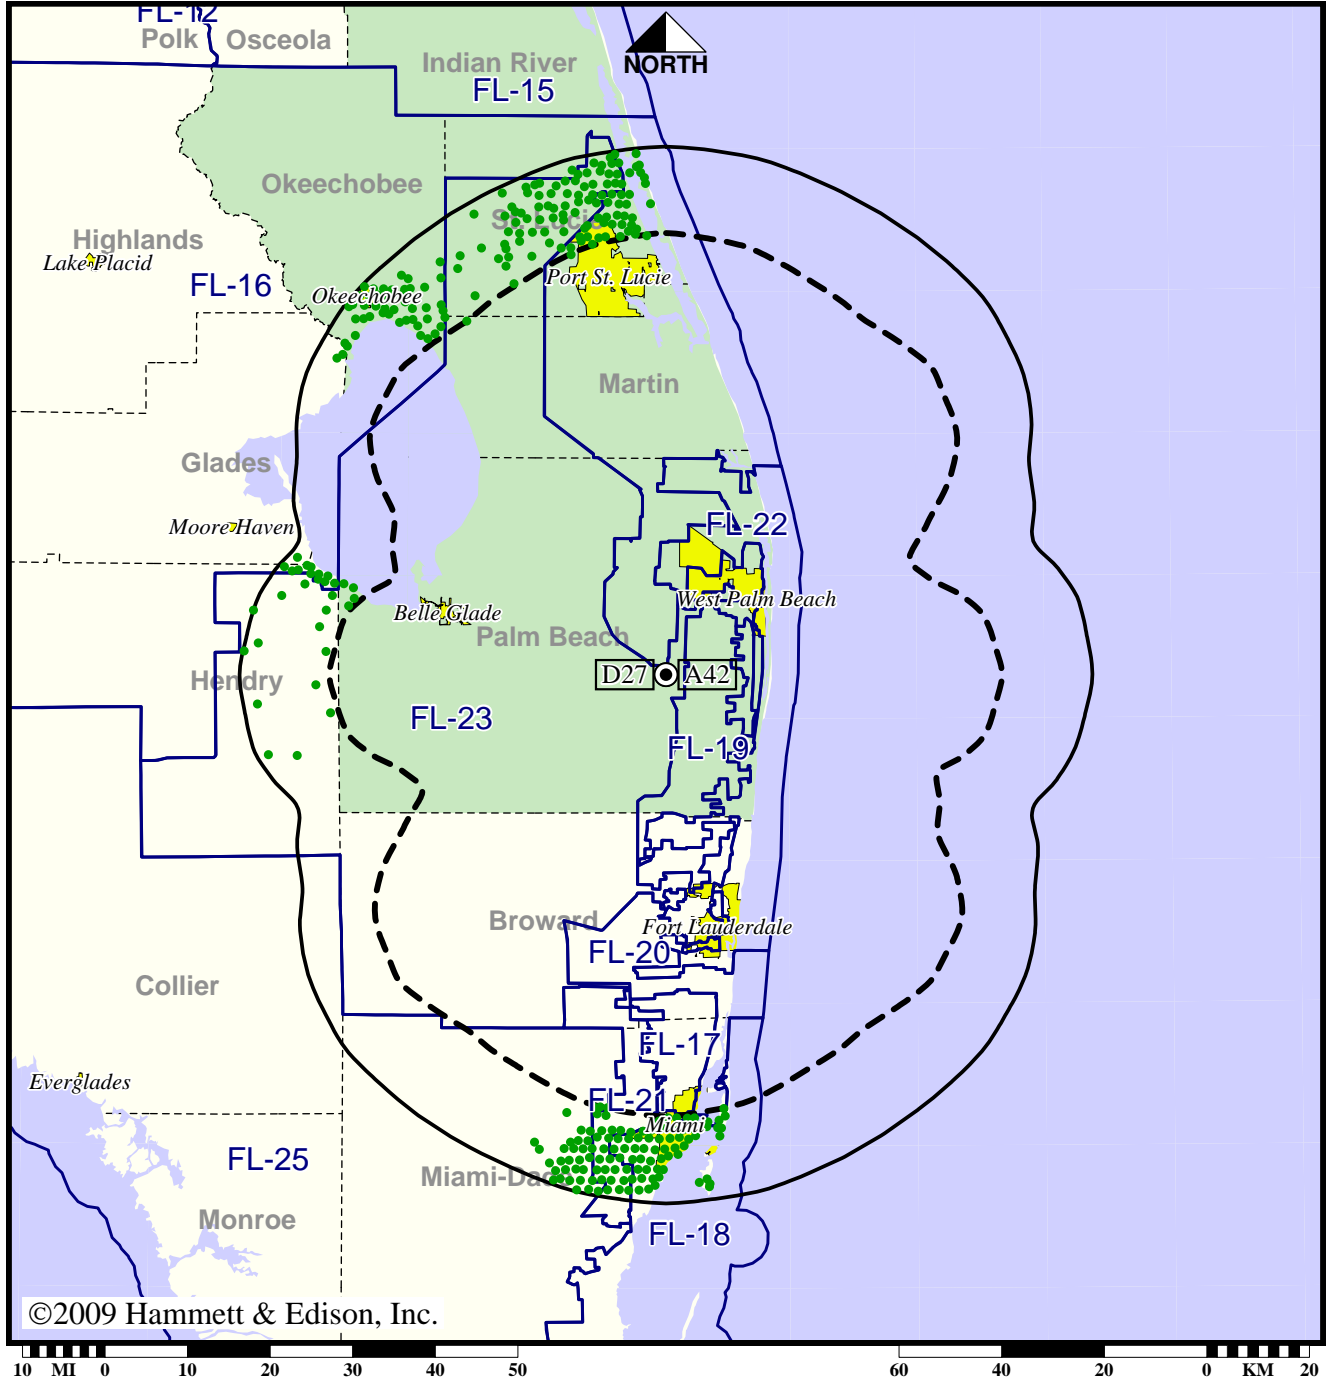 FL-12
Polk
Osceola
Indian River
NORTH
FL-15
Okeechobee
St. Lucie
Highlands
Lake Placid
FL-16
Okeechobee
Port St. Lucie
Martin
Glades
Moore Haven
FL-22
West Palm Beach
Belle Glade
Palm Beach
D27
A42
Hendry
FL-23
FL-19
Broward
Fort Lauderdale
FL-20
Collier
FL-17
Everglades
FL-21
Miami
FL-25
Miami-Dade
Monroe
FL-18
©2009 Hammett & Edison, Inc.
10 MI 0 10 20 30 40 50
60 40 20 0 KM 20